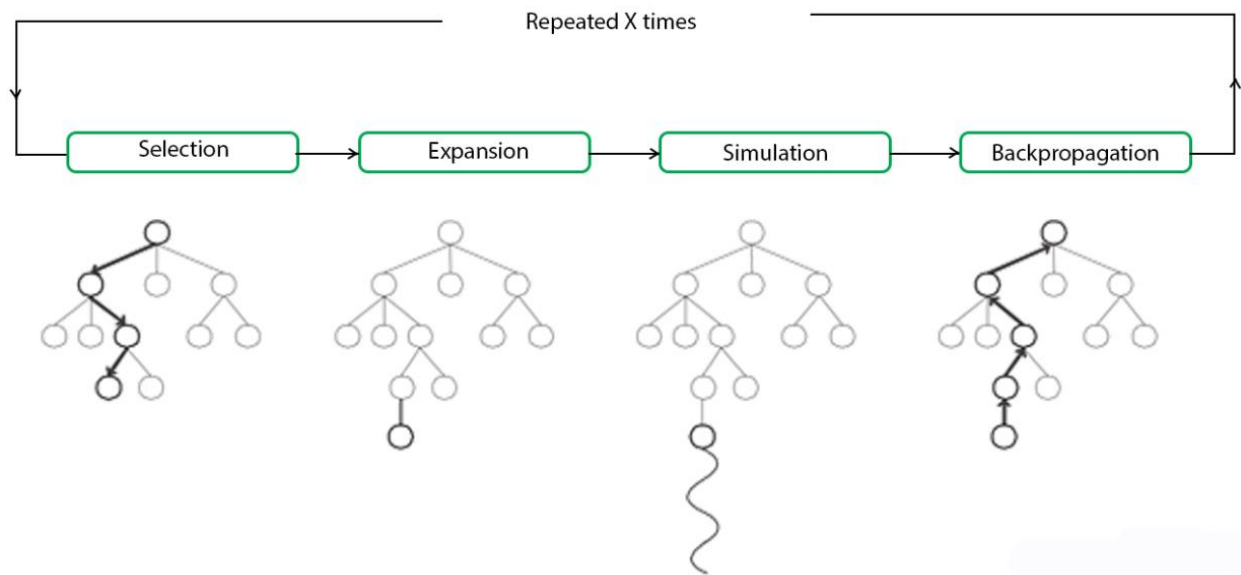 Repeated X times
Selection
Expansion
Simulation
Backpropagation